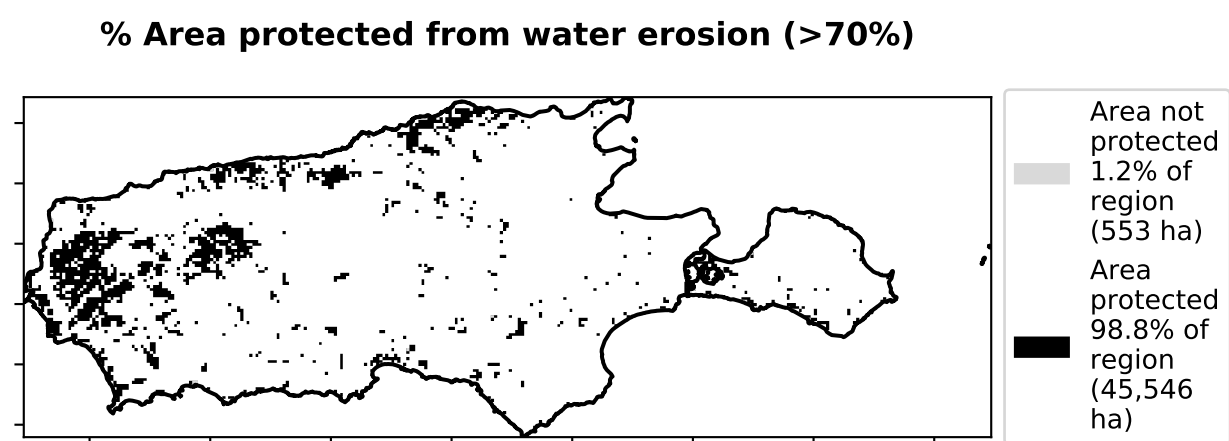 % Area protected from water erosion (>70%)
Area not
protected
1.2% of
region
(553 ha)
Area
protected
98.8% of
region
(45,546
ha)